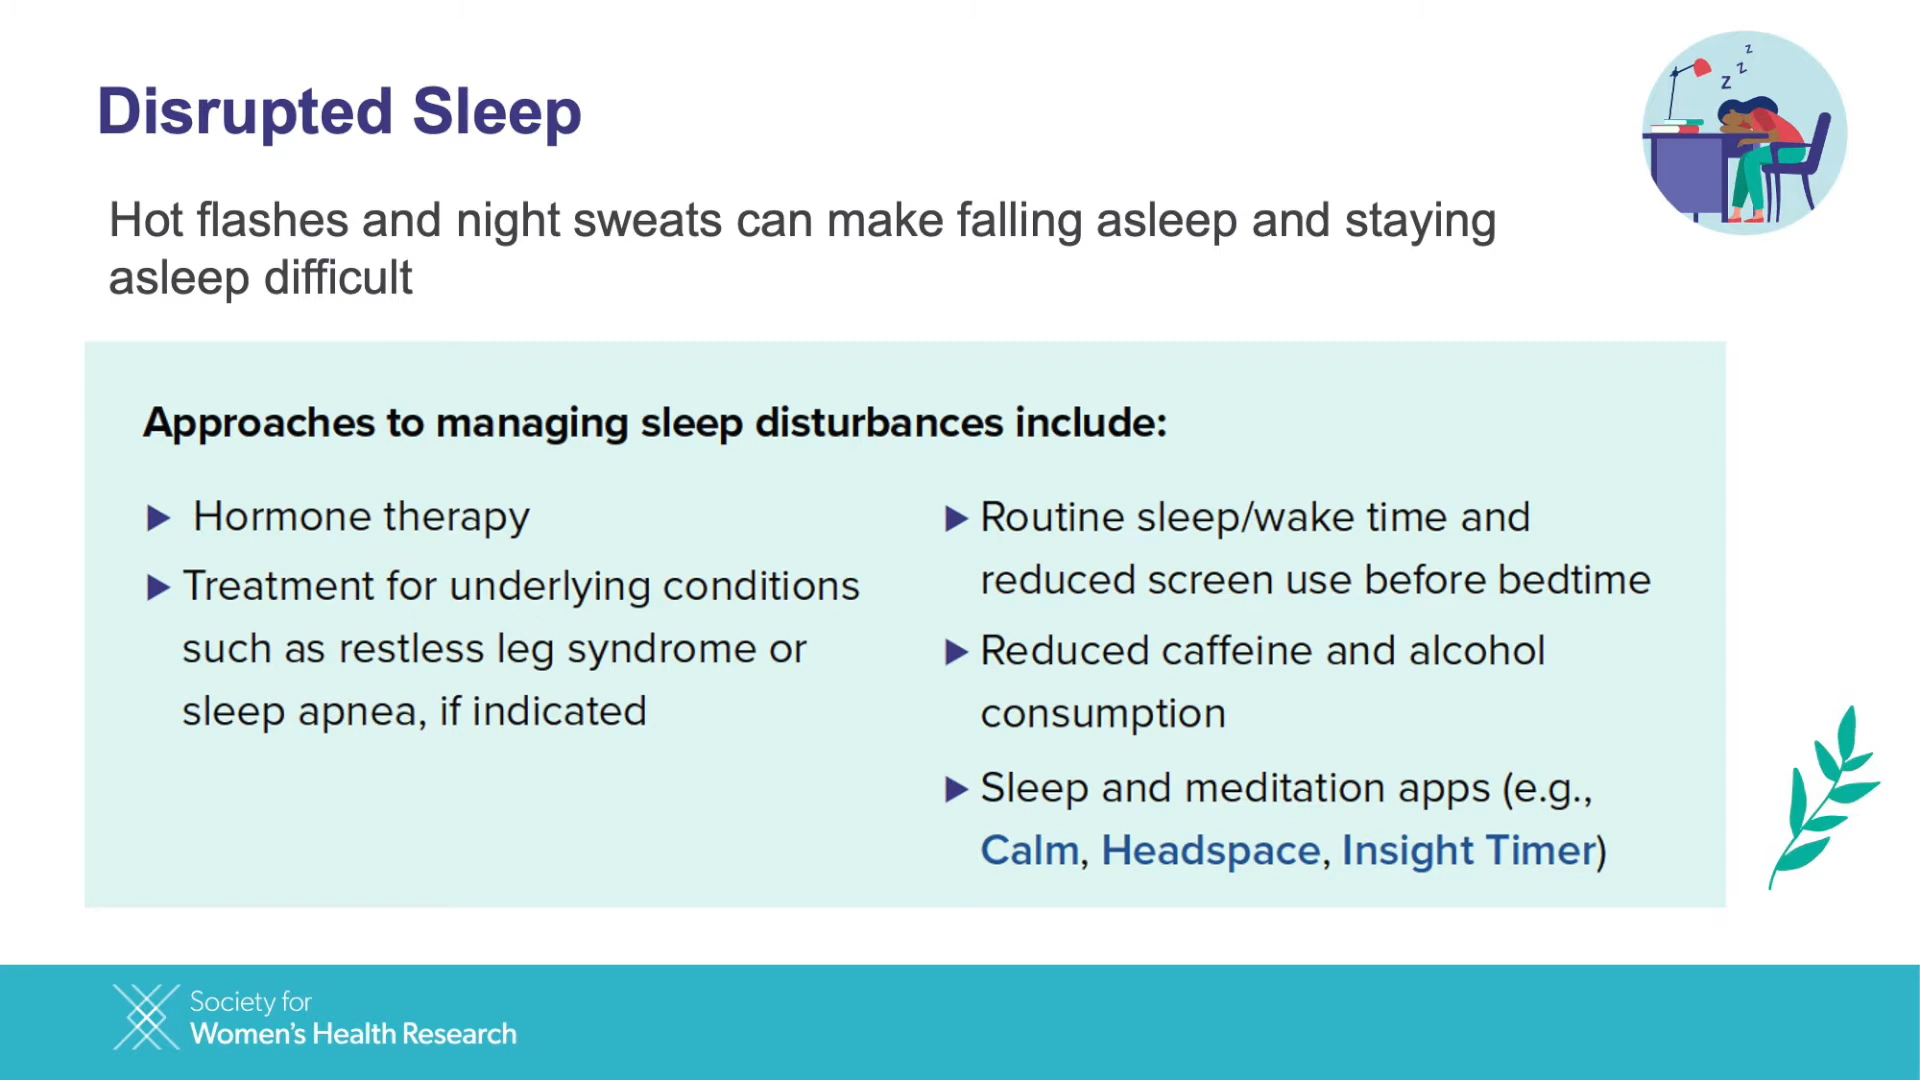 Disrupted Sleep
z
z
z
Hot flashes and night sweats can make falling asleep and staying
asleep difficult
Approaches to managing sleep disturbances include:
Hormone therapy
Treatment for underlying conditions
such as restless leg syndrome or
sleep apnea, if indicated
Routine sleep/wake time and
reduced screen use before bedtime
Reduced caffeine and alcohol
consumption
Sleep and meditation apps (e.g.,
Calm, Headspace, Insight Timer)
Society for
Women's Health Research